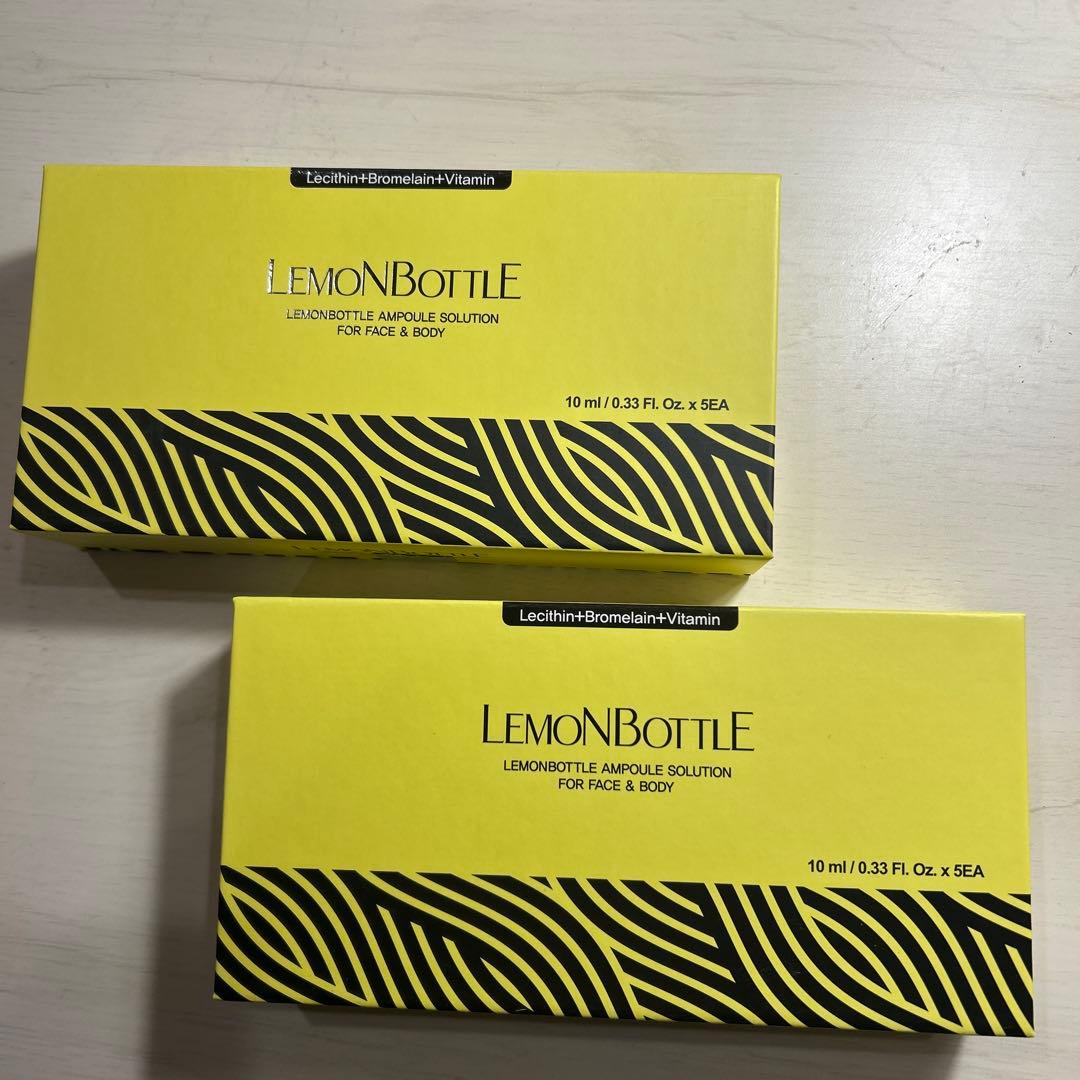 Lecithin+Bromelain+Vitamin
LEMONBOTTLE
LEMONBOTTLE AMPOULE SOLUTION
FOR FACE & BODY
10 ml / 0.33 Fl. Oz. x 5EA
Lecithin+Bromelain+Vitamin
LEMONBOTTLE
LEMONBOTTLE AMPOULE SOLUTION
FOR FACE & BODY
10 ml / 0.33 Fl. Oz. x 5EA